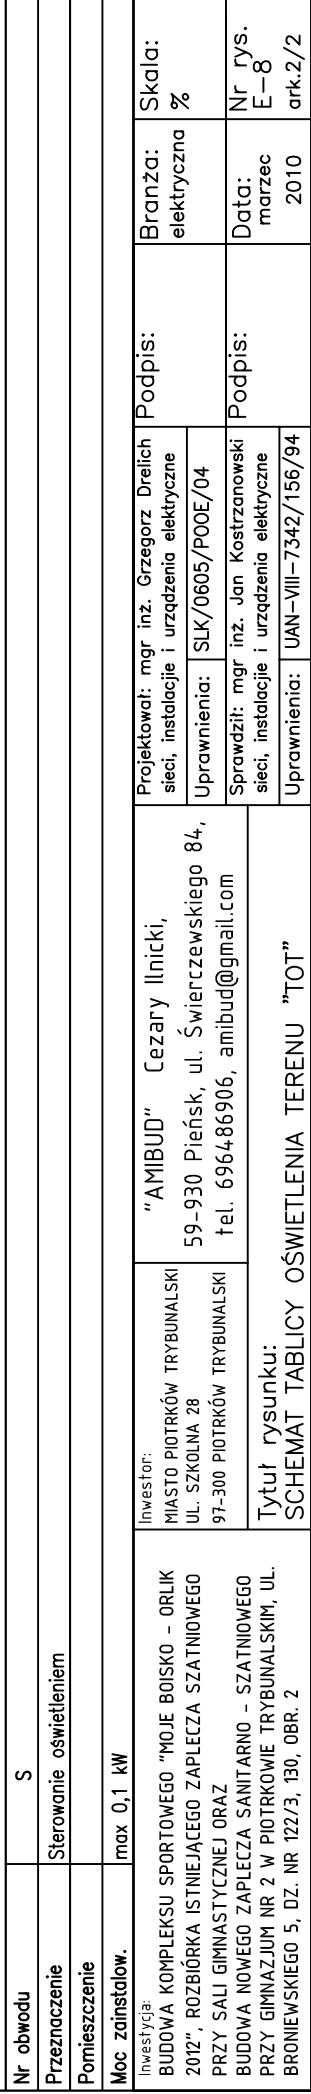 Nr obwodu S
Przeznaczenie Sterowanie oświetleniem
Pomieszczenie
Moc zainstalow. max 0,1 kW
Inwestycja:
BUDOWA KOMPLEKSU SPORTOWEGO "MOJE BOISKO - ORLIK
2012", ROZBIÓRKA ISTNIEJĄCEGO ZAPLECZA SZATNIOWEGO
PRZY SALI GIMNASTYCZNEJ ORAZ
BUDOWA NOWEGO ZAPLECZA SANITARNO - SZATNIOWEGO
PRZY GIMNAZJUM NR 2 W PIOTRKOWIE TRYBUNALSKIM, UL.
BRONIEWSKIEGO 5, DZ. NR 122/3, 130, OBR. 2
Inwestor:
MIASTO PIOTRKÓW TRYBUNALSKI
UL. SZKOLNA 28
97-300 PIOTRKÓW TRYBUNALSKI
"AMIBUD" Cezary Ilnicki,
59-930 Pieńsk, ul. Świerczewskiego 84,
tel. 696486906, amibud@gmail.com
Tytuł rysunku:
SCHEMAT TABLICY OŚWIETLENIA TERENU "TOT"
Projektował: mgr inż. Grzegorz Drelich
sieci, instalacjie i urządzenia elektryczne
Uprawnienia: SLK/0605/POOE/04
Sprawdził: mgr inż. Jan Kostrzanowski
sieci, instalacjie i urządzenia elektryczne
Uprawnienia: UAN-VIII-7342/156/94
Podpis:
Podpis:
Branża:
elektryczna
Data:
marzec
2010
Skala:
%
Nr rys.
E-8
ark.2/2